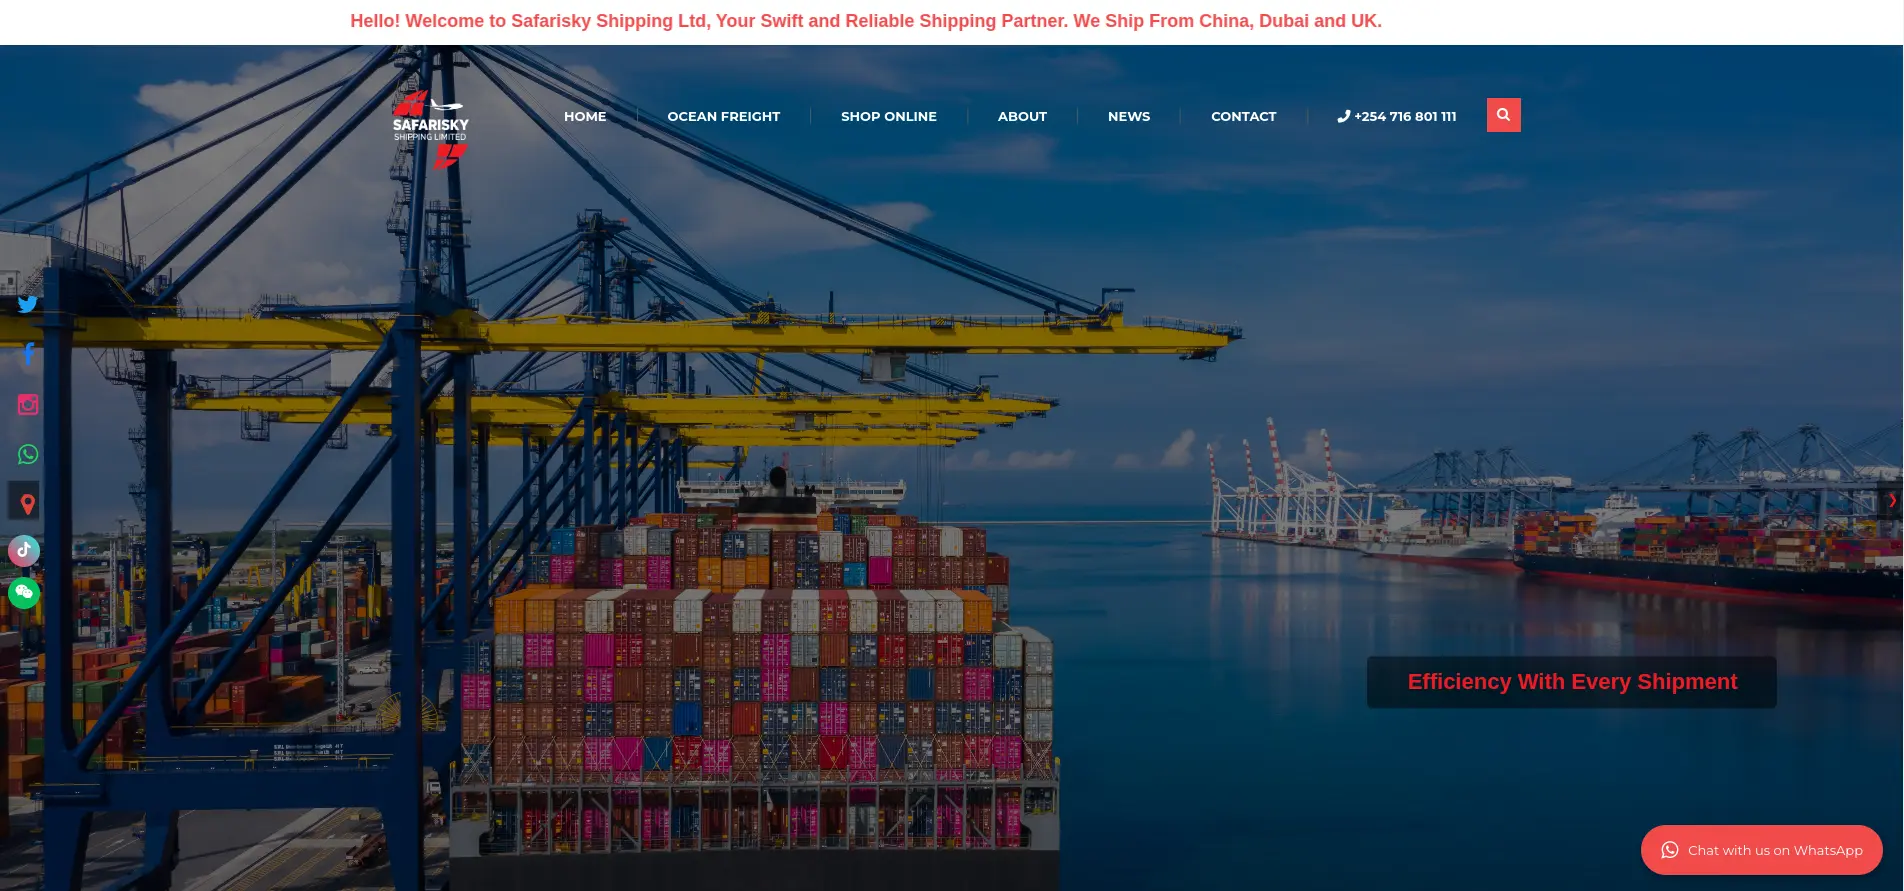 Hello! Welcome to Safarisky Shipping Ltd, Your Swift and Reliable Shipping Partner. We Ship From China, Dubai and UK.
SAFARISKY
SHIPPING LIMITED
HOME
OCEAN FREIGHT
SHOP ONLINE
ABOUT
NEWS
CONTACT
+254 716 801 111
Efficiency With Every Shipment
Chat with us on WhatsApp